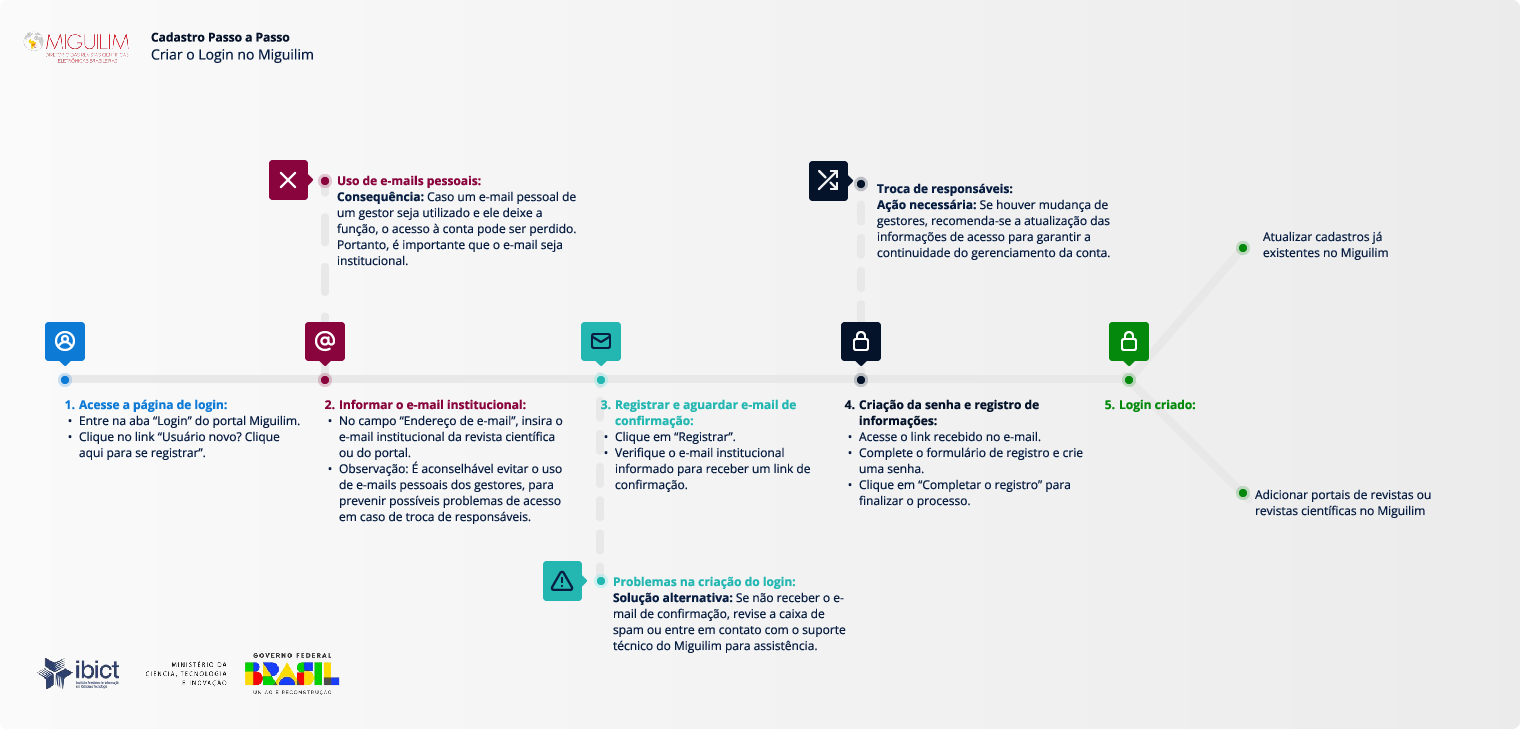 MIGUILIM
DIRETÓRIO DAS REVISTAS CIENTÍFICAS
ELETRÔNICAS BRASILEIRAS
Cadastro Passo a Passo
Criar o Login no Miguilim
Uso de e-mails pessoais:
Consequência: Caso um e-mail pessoal de
um gestor seja utilizado e ele deixe a
função, o acesso à conta pode ser perdido.
Portanto, é importante que o e-mail seja
institucional.
Troca de responsáveis:
Ação necessária: Se houver mudança de
gestores, recomenda-se a atualização das
informações de acesso para garantir a
continuidade do gerenciamento da conta.
Atualizar cadastros já
existentes no Miguilim
1. Acesse a página de login:
• Entre na aba “Login” do portal Miguilim.
• Clique no link “Usuário novo? Clique
aqui para se registrar”.
2. Informar o e-mail institucional:
• No campo “Endereço de e-mail”, insira o
e-mail institucional da revista científica
ou do portal.
• Observação: É aconselhável evitar o uso
de e-mails pessoais dos gestores, para
prevenir possíveis problemas de acesso
em caso de troca de responsáveis.
3. Registrar e aguardar e-mail de
confirmação:
• Clique em “Registrar”.
• Verifique o e-mail institucional
informado para receber um link de
confirmação.
4. Criação da senha e registro de
informações:
• Acesse o link recebido no e-mail.
• Complete o formulário de registro e crie
uma senha.
• Clique em “Completar o registro” para
finalizar o processo.
5. Login criado:
Adicionar portais de revistas ou
revistas científicas no Miguilim
Problemas na criação do login:
Solução alternativa: Se não receber o e-
mail de confirmação, revise a caixa de
spam ou entre em contato com o suporte
técnico do Miguilim para assistência.
ibict
MINISTÉRIO DA
CIÊNCIA, TECNOLOGIA
E INOVAÇÃO
GOVERNO FEDERAL
BRASIL
UNIÃO E RECONSTRUÇÃO